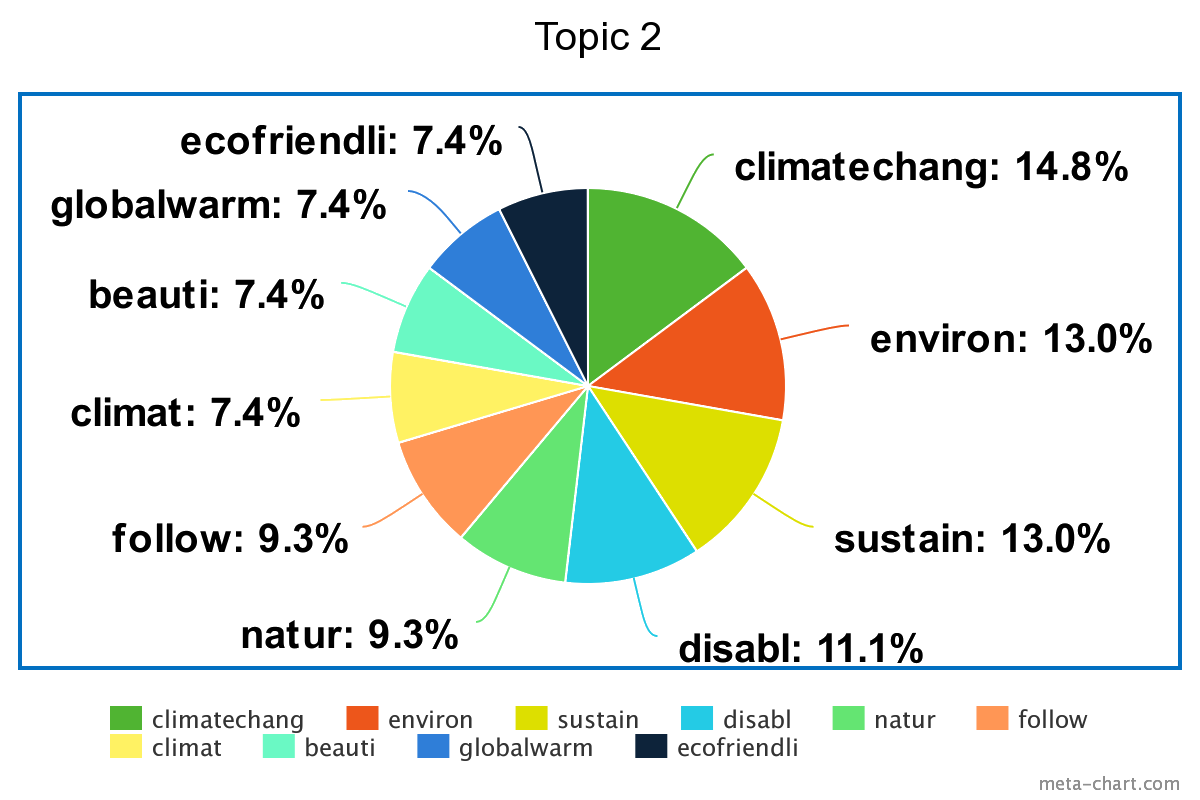 Topic 2
ecofriendli: 7.4%
climatechang: 14.8%
globalwarm: 7.4%
beauti: 7.4%
environ: 13.0%
climat: 7.4%
follow: 9.3%
sustain: 13.0%
natur: 9.3%
disabl: 11.1%
climatechang environ sustain disabl natur follow
climat beauti globalwarm ecofriendli
meta-chart.com